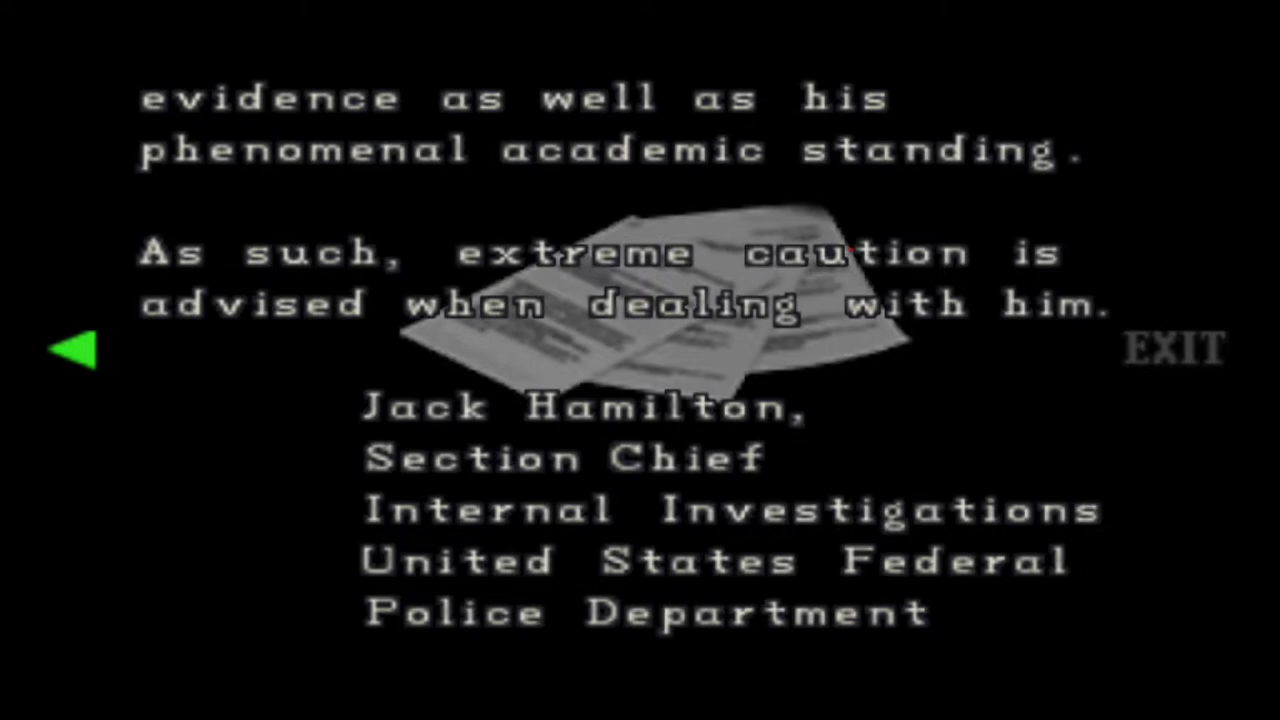 evidence as well as his
phenomenal academic standing.
As such, extreme caution is
advised when dealing with him.
EXIT
Jack Hamilton,
Section Chief
Internal Investigations
United States Federal
Police Department